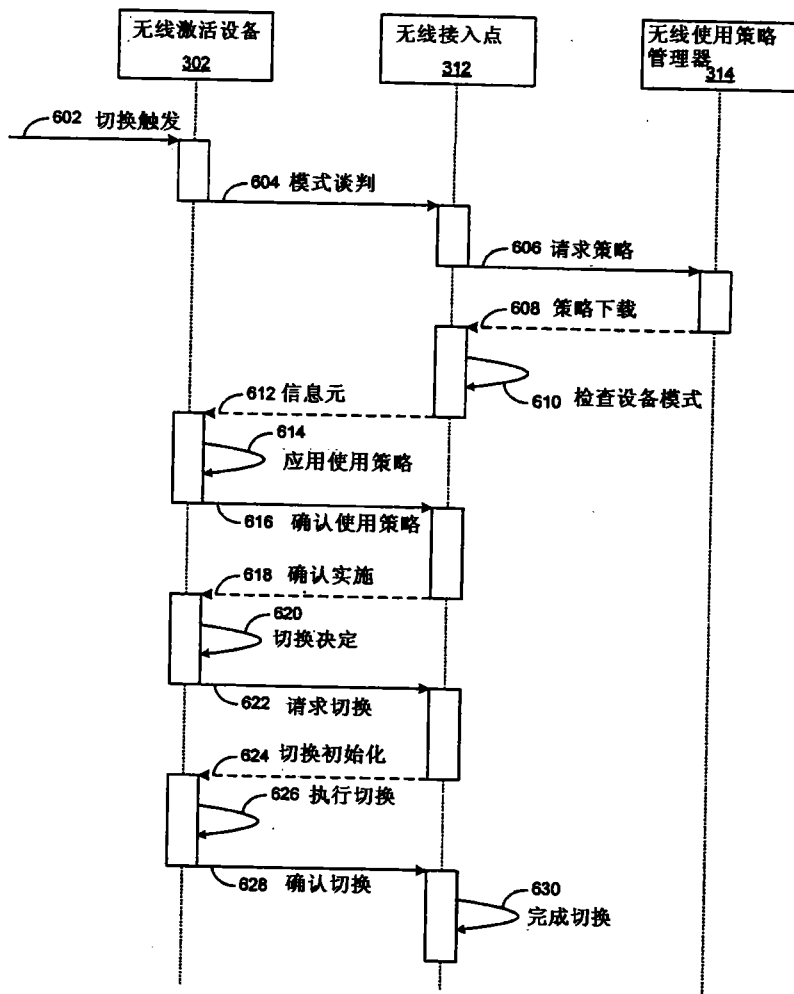 无线激活设备
302
无线接入点
312
无线使用策略
管理器
314
602 切换触发
604 模式谈判
606 请求策略
608 策略下载
610 检查设备模式
612 信息元
614
应用使用策略
616 确认使用策略
618 确认实施
620
切换决定
622 请求切换
624 切换初始化
626 执行切换
628 确认切换
630
完成切换